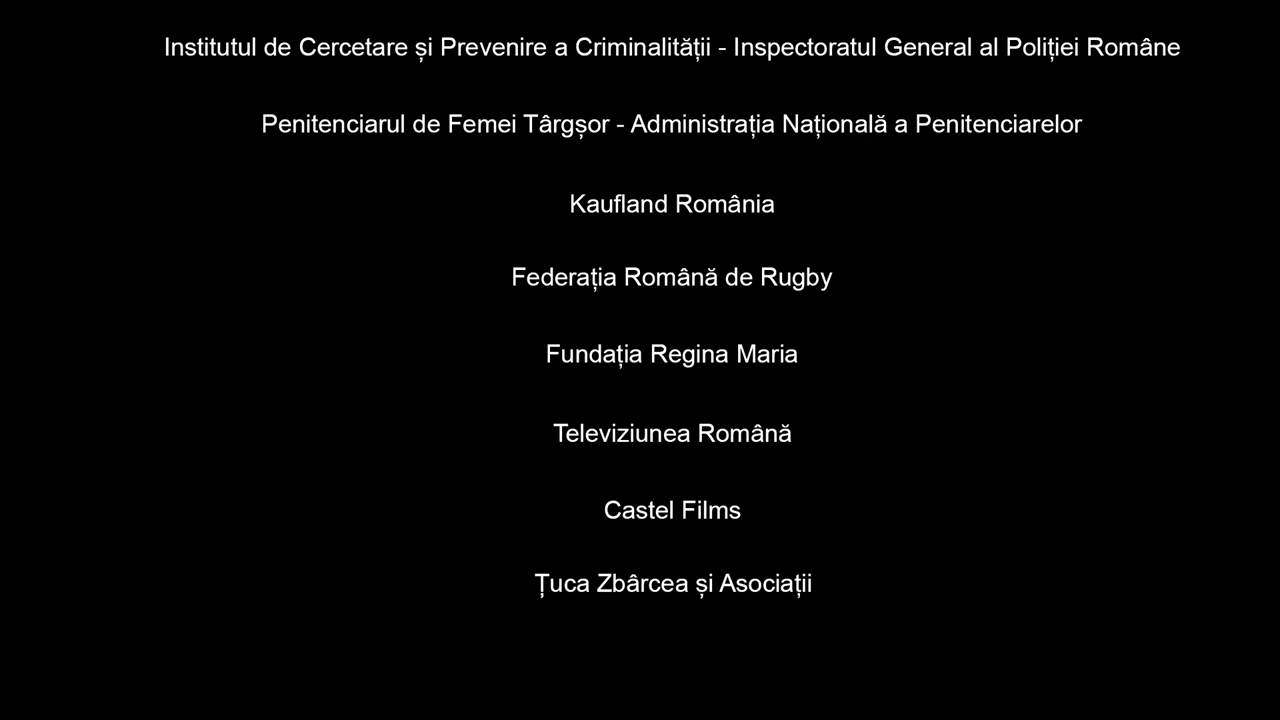 Institutul de Cercetare și Prevenire a Criminalității - Inspectoratul General al Poliției Române
Penitenciarul de Femei Târgșor - Administrația Națională a Penitenciarelor
Kaufland România
Federația Română de Rugby
Fundația Regina Maria
Televiziunea Română
Castel Films
Țuca Zbârcea și Asociații